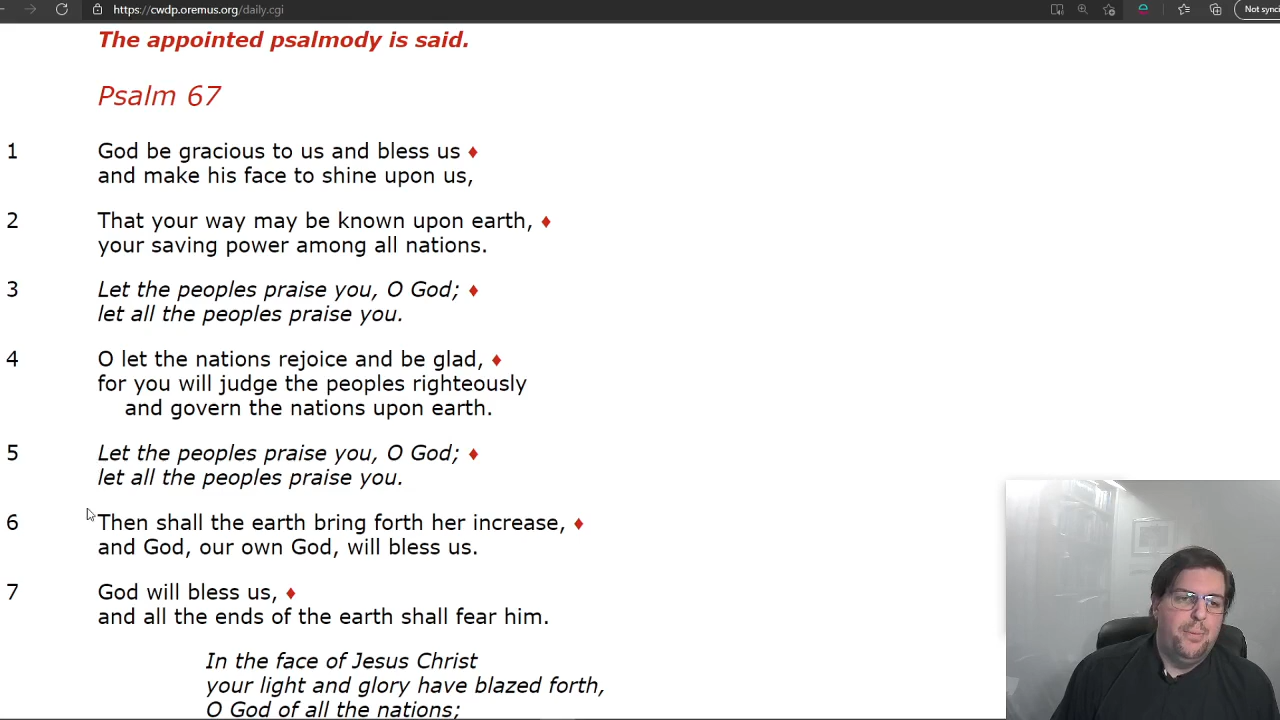 https://cwdp.oremus.org/daily.cgi
Not synci
The appointed psalmody is said.
Psalm 67
1 God be gracious to us and bless us ♦
and make his face to shine upon us,
2 That your way may be known upon earth, ♦
your saving power among all nations.
3 Let the peoples praise you, O God; ♦
let all the peoples praise you.
4 O let the nations rejoice and be glad, ♦
for you will judge the peoples righteously
and govern the nations upon earth.
5 Let the peoples praise you, O God; ♦
let all the peoples praise you.
6 Then shall the earth bring forth her increase, ♦
and God, our own God, will bless us.
7 God will bless us, ♦
and all the ends of the earth shall fear him.
In the face of Jesus Christ
your light and glory have blazed forth,
O God of all the nations;